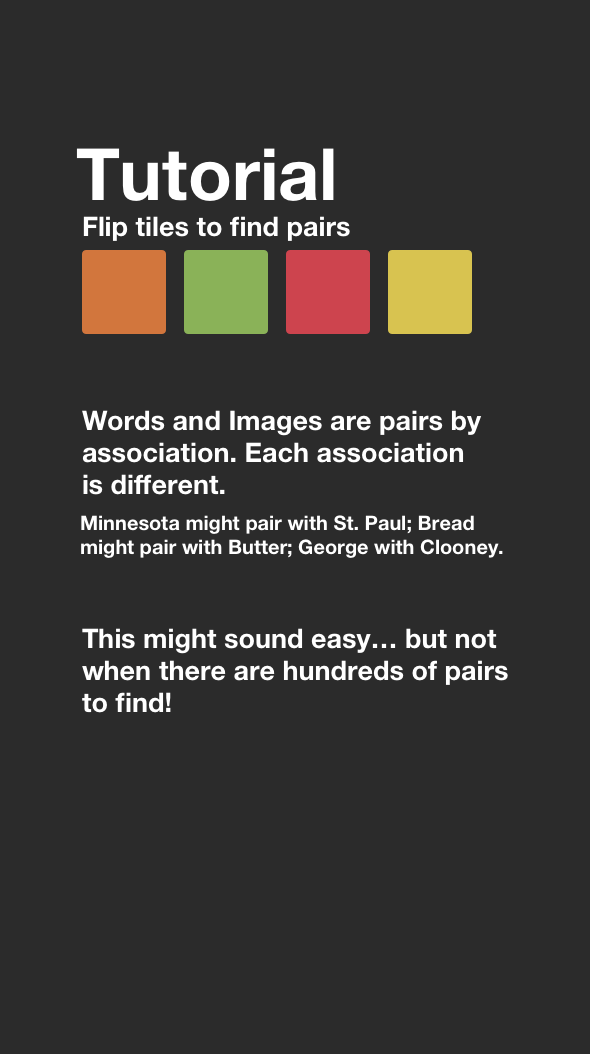 Tutorial
Flip tiles to find pairs
Words and Images are pairs by
association. Each association
is different.
Minnesota might pair with St. Paul; Bread
might pair with Butter; George with Clooney.
This might sound easy… but not
when there are hundreds of pairs
to find!